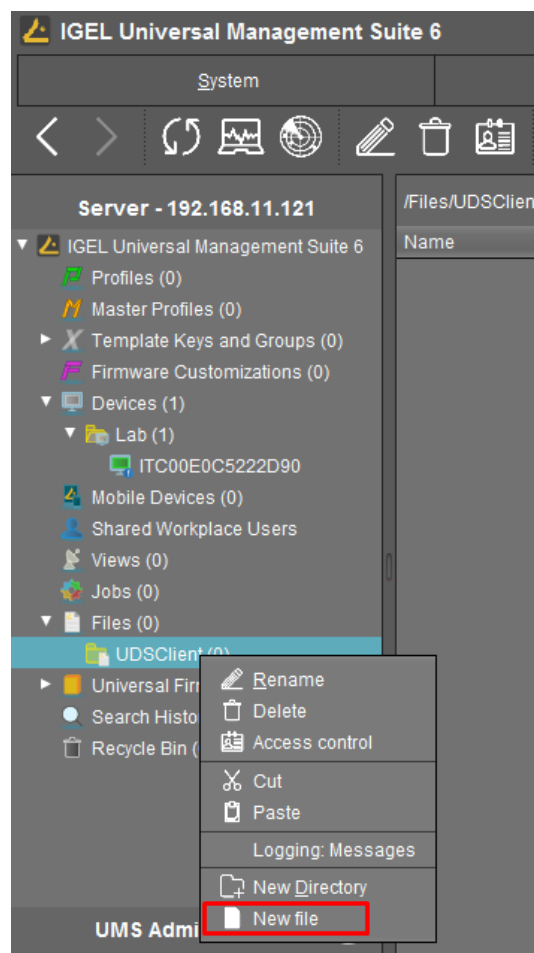 IGEL Universal Management Suite 6
System
Server - 192.168.11.121
/Files/UDSClien
Name
IGEL Universal Management Suite 6
Profiles (0)
Master Profiles (0)
Template Keys and Groups (0)
Firmware Customizations (0)
Devices (1)
Lab (1)
ITC00E0C5222D90
Mobile Devices (0)
Shared Workplace Users
Views (0)
Jobs (0)
Files (0)
UDSClient (0)
Universal Fir
Search Histo
Recycle Bin (
Rename
Delete
Access control
Cut
Paste
Logging: Messages
New Directory
New file
UMS Admi